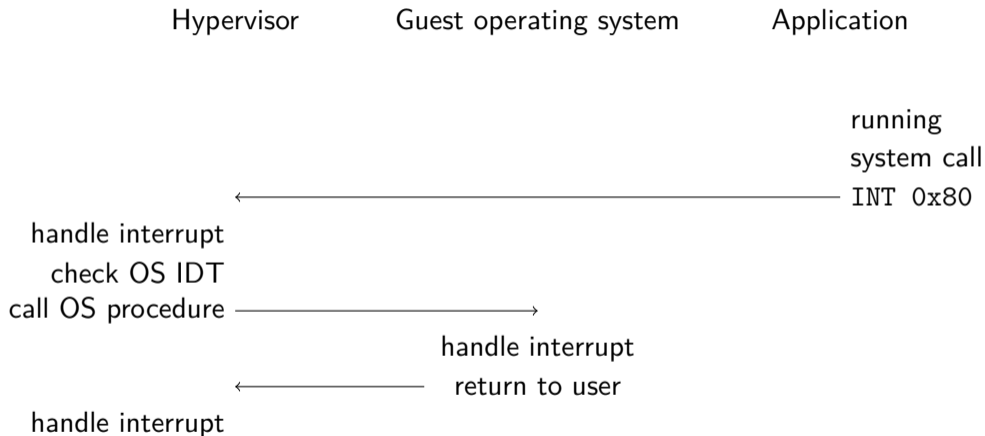 Hypervisor Guest operating system Application
running
system call
INT 0x80
handle interrupt
check OS IDT
call OS procedure
handle interrupt
return to user
handle interrupt